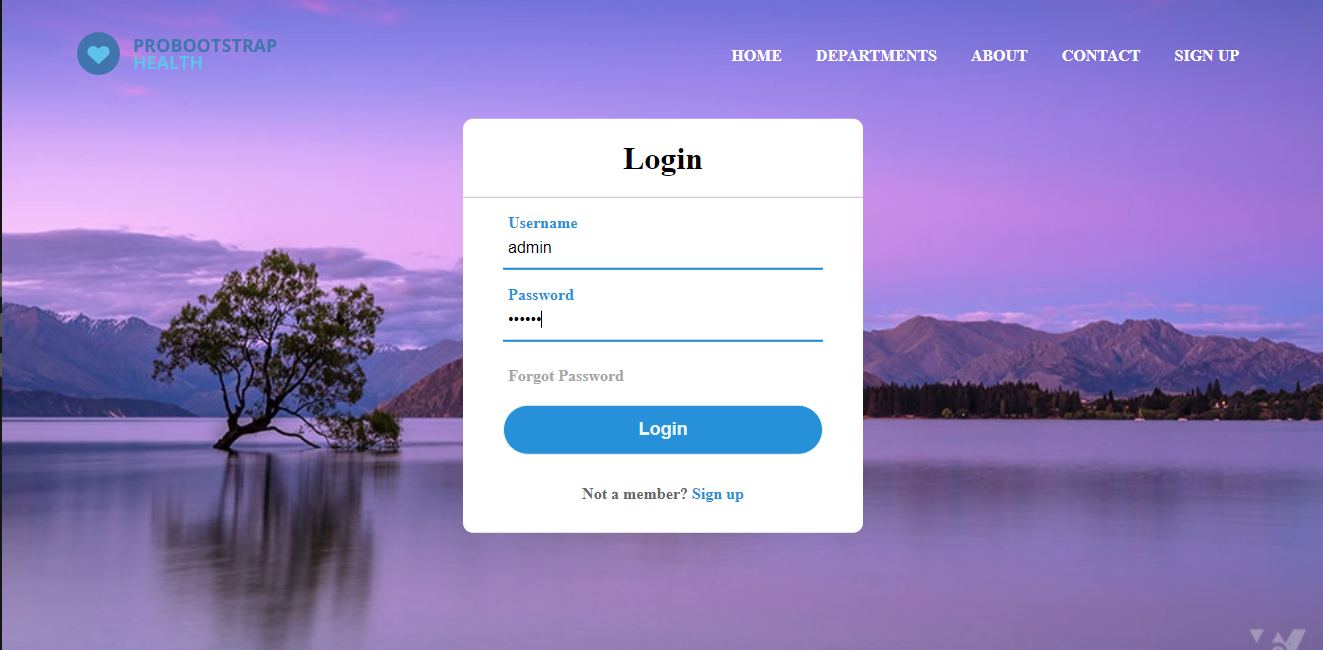 PROBOOTSTRAP
HEALTH
HOME DEPARTMENTS ABOUT CONTACT SIGN UP
Login
Username
admin
Password
••••••
Forgot Password
Login
Not a member? Sign up